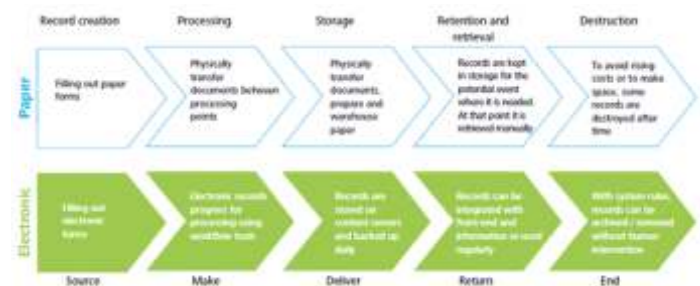 Record creation
Processing
Storage
Retention and
retrieval
Destruction
Paper
Filling out paper
forms
Physically
transfer
documents between
processing
points
Physically
transfer
documents,
prepare and
warehouse
paper
Records are kept
in storage for the
potential event
where it is needed.
At that point it is
retrieved manually
To avoid rising
costs or to make
space, some
records are
destroyed after
time
Electronic
Filling out
electronic
forms
Electronic records
progress for
processing using
workflow tools
Records are
stored on
content servers
and backed up
daily
Records can be
integrated with
front-end and
information
regularly
With system rules,
records can be
archived / removed
without human
intervention
Source
Make
Deliver
Return
End